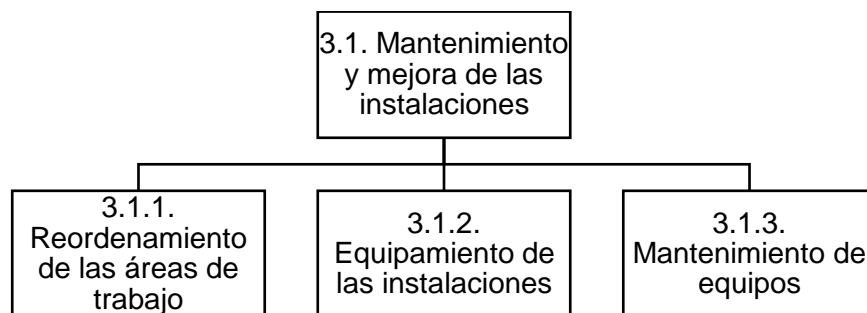 3.1. Mantenimiento
y mejora de las
instalaciones
3.1.1.
Reordenamiento
de las áreas de
trabajo
3.1.2.
Equipamiento de
las instalaciones
3.1.3.
Mantenimiento de
equipos